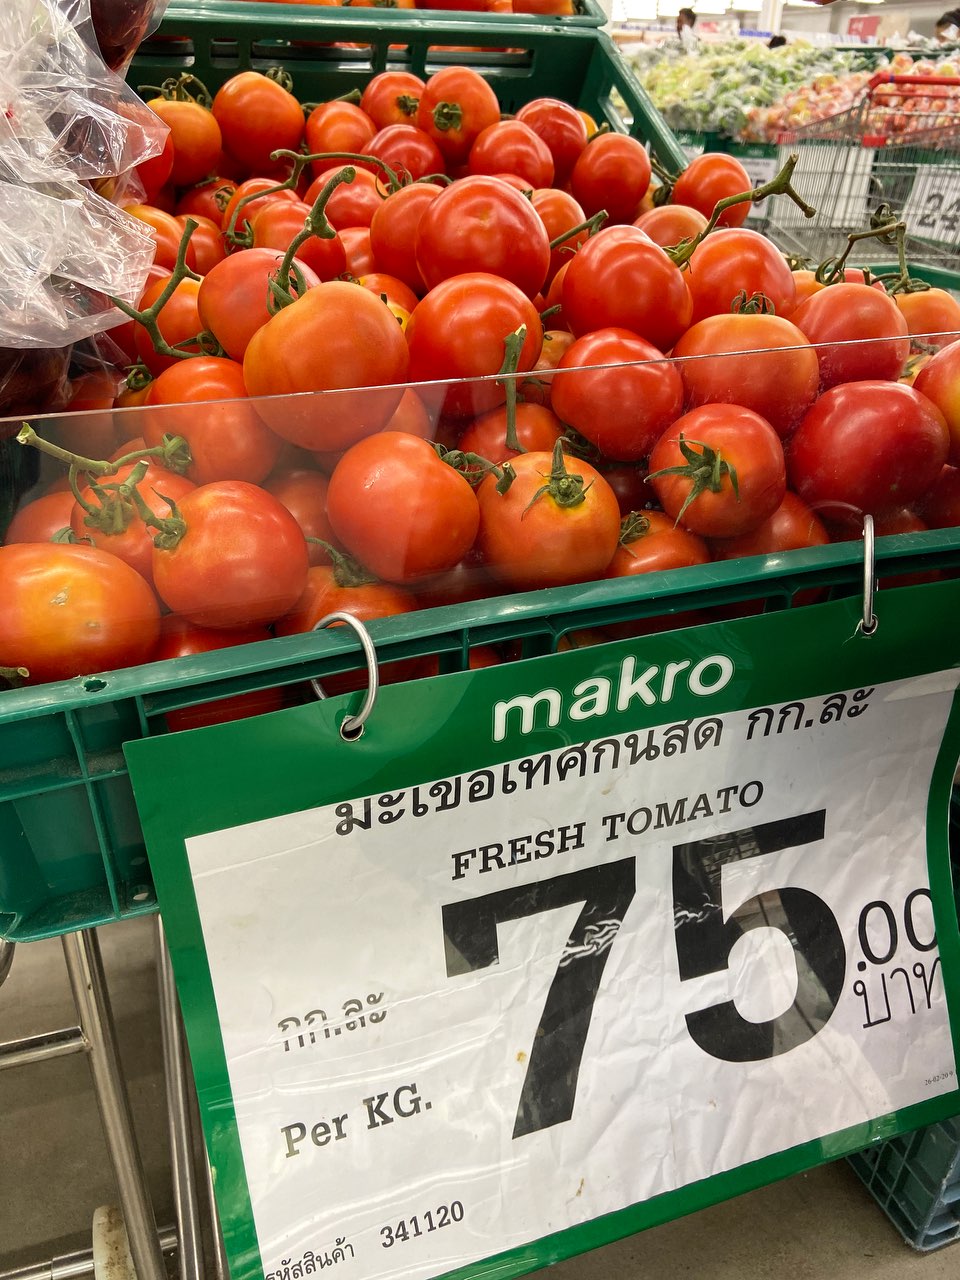 makro
มะเขือเทศกนสด กก.ละ
FRESH TOMATO
75.00
บาท
กก.ละ
Per KG.
รหัสสินค้า 341120
24